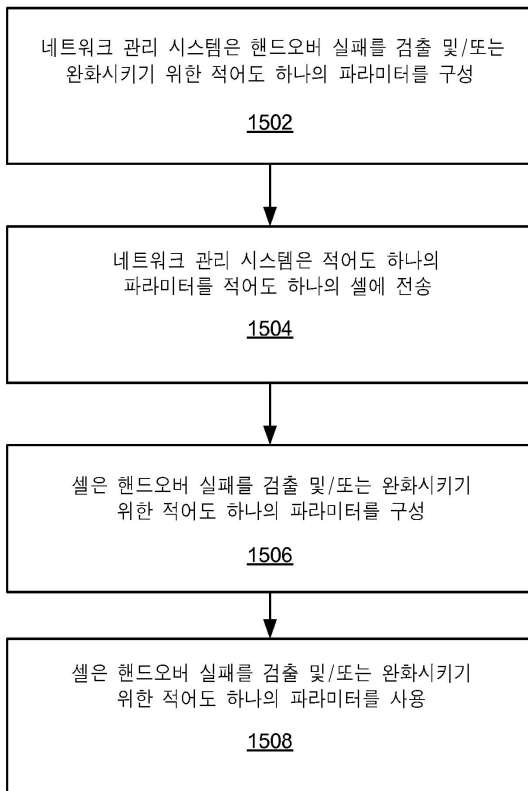 네트워크 관리 시스템은 핸드오버 실패를 검출 및/또는
완화시키기 위한 적어도 하나의 파라미터를 구성
1502
네트워크 관리 시스템은 적어도 하나의
파라미터를 적어도 하나의 셀에 전송
1504
셀은 핸드오버 실패를 검출 및/또는 완화시키기
위한 적어도 하나의 파라미터를 구성
1506
셀은 핸드오버 실패를 검출 및/또는 완화시키기
위한 적어도 하나의 파라미터를 사용
1508